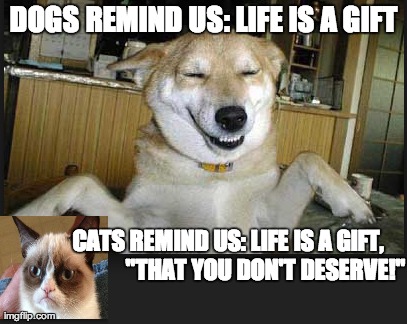 DOGS REMIND US: LIFE IS A GIFT
CATS REMIND US: LIFE IS A GIFT,
"THAT YOU DON'T DESERVE!"
imgflip.com